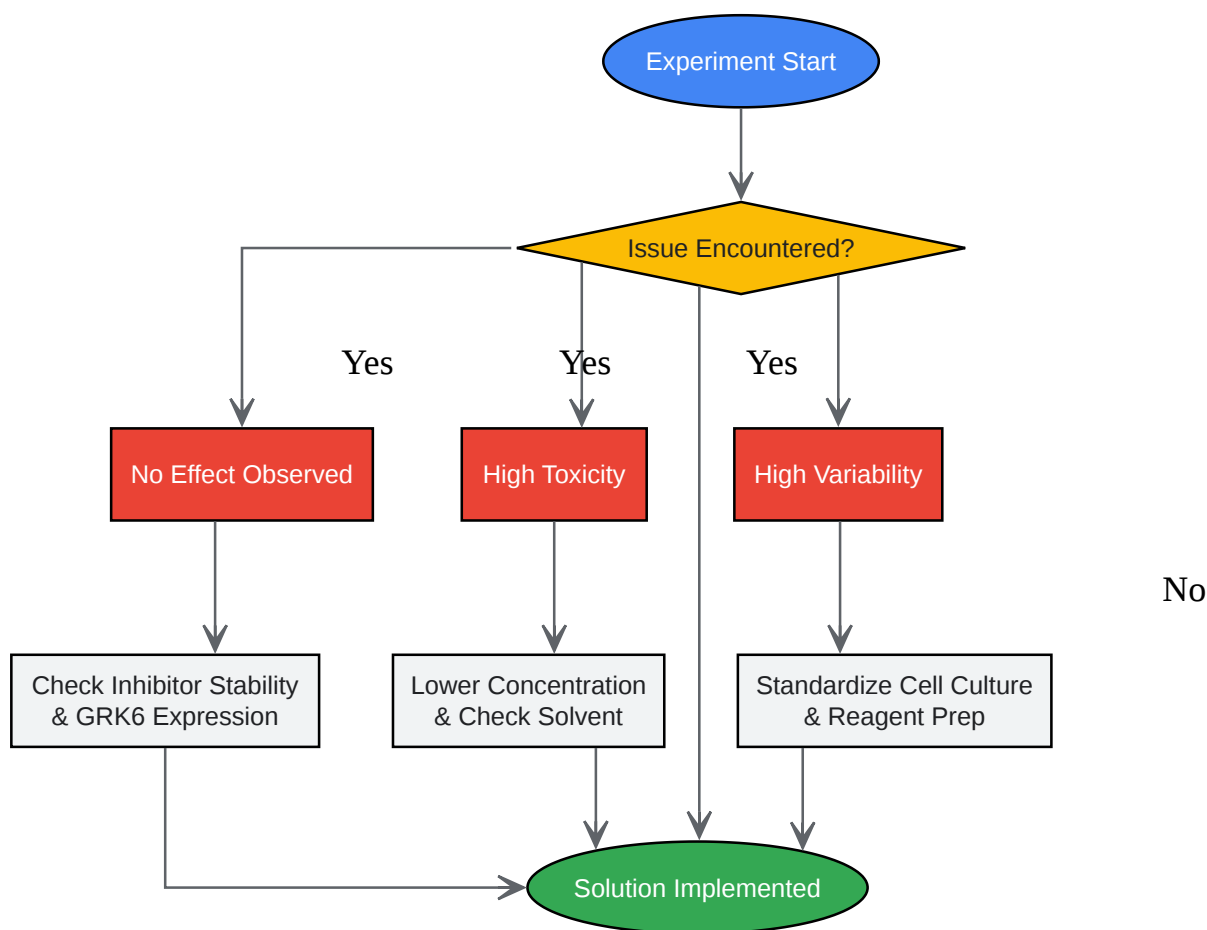 Experiment Start
Issue Encountered?
Yes
Yes
Yes
No Effect Observed
High Toxicity
High Variability
No
Check Inhibitor Stability
& GRK6 Expression
Lower Concentration
& Check Solvent
Standardize Cell Culture
& Reagent Prep
Solution Implemented